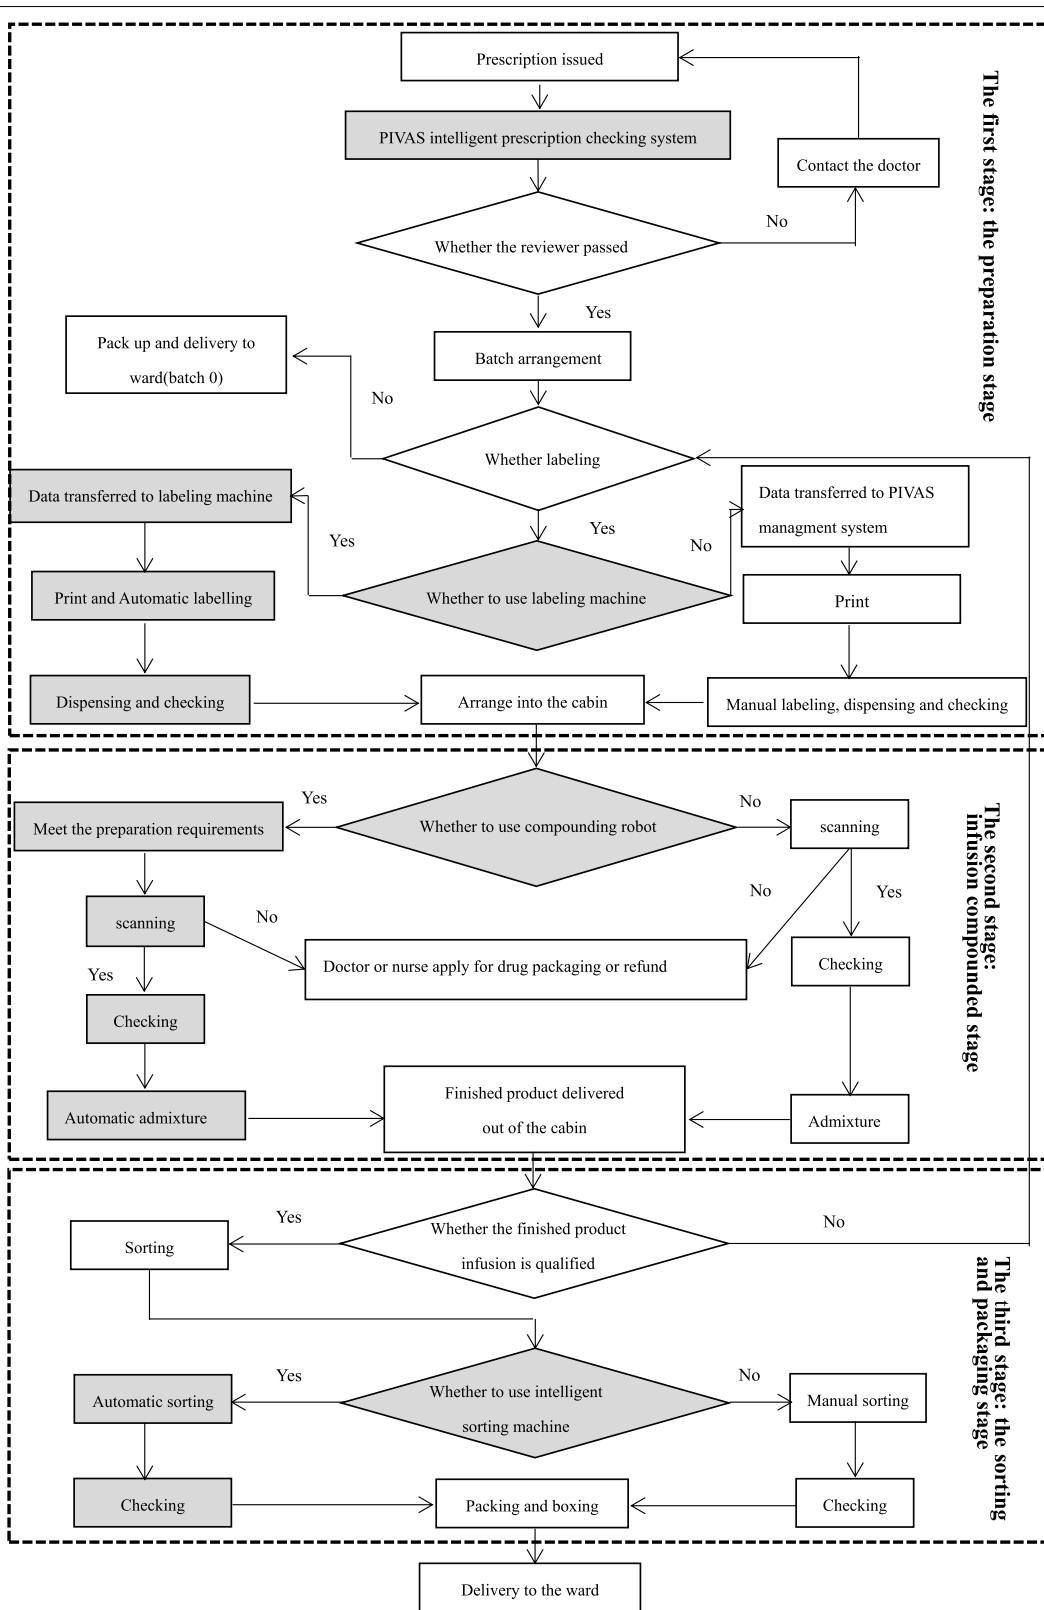 Prescription issued
PIVAS intelligent prescription checking system
Contact the doctor
The first stage: the preparation stage
No
Whether the reviewer passed
Yes
Pack up and delivery to
ward(batch 0)
Batch arrangement
No
Whether labeling
Data transferred to labeling machine
Data transferred to PIVAS
managment system
Yes
Yes
No
Print and Automatic labelling
Whether to use labeling machine
Print
Dispensing and checking
Arrange into the cabin
Manual labeling, dispensing and checking
Yes
No
Meet the preparation requirements
Whether to use compounding robot
scanning
The second stage:
infusion compounded stage
No
Yes
scanning
No
Doctor or nurse apply for drug packaging or refund
Checking
Yes
Checking
Automatic admixture
Finished product delivered
out of the cabin
Admixture
Yes
Whether the finished product
infusion is qualified
No
Sorting
The third stage: the sorting
and packaging stage
Yes
No
Automatic sorting
Whether to use intelligent
sorting machine
Manual sorting
Checking
Packing and boxing
Checking
Delivery to the ward